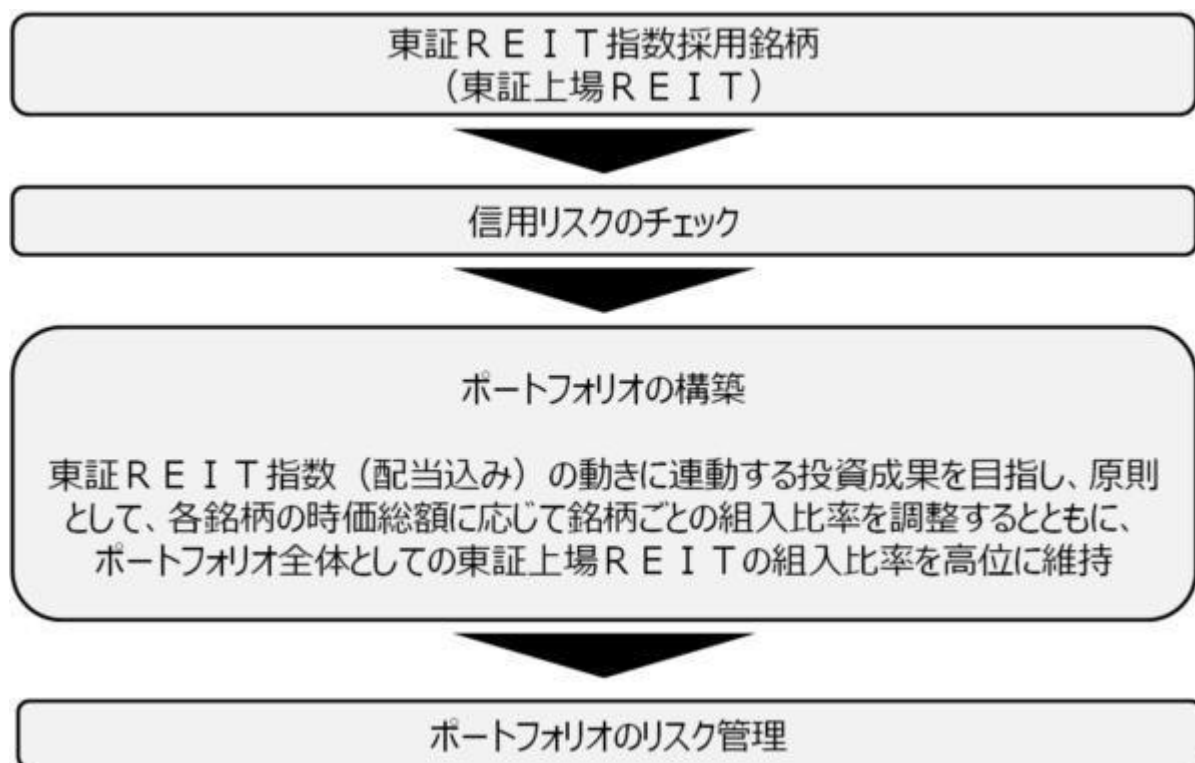 東証ＲＥＩＴ指数採用銘柄
（東証上場ＲＥＩＴ）
信用リスクのチェック
ポートフォリオの構築
東証ＲＥＩＴ指数（配当込み）の動きに連動する投資成果を目指し、原則
として、各銘柄の時価総額に応じて銘柄ごとの組入比率を調整するとともに、
ポートフォリオ全体としての東証上場ＲＥＩＴの組入比率を高位に維持
ポートフォリオのリスク管理